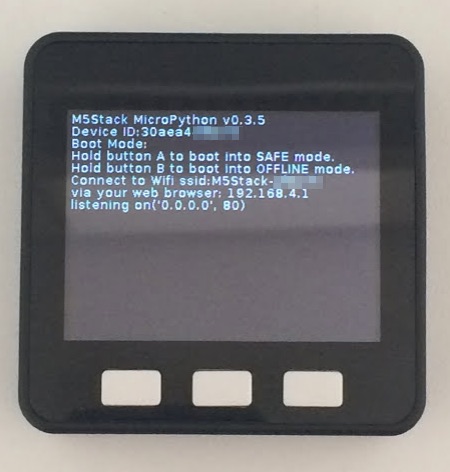 M5Stack MicroPython v0.3.5
Device ID:30aea4
Boot Mode:
Hold button A to boot into SAFE mode.
Hold button B to boot into OFFLINE mode.
Connect to Wifi ssid:M5Stack-
via your web browser: 192.168.4.1
listening on('0.0.0.0', 80)